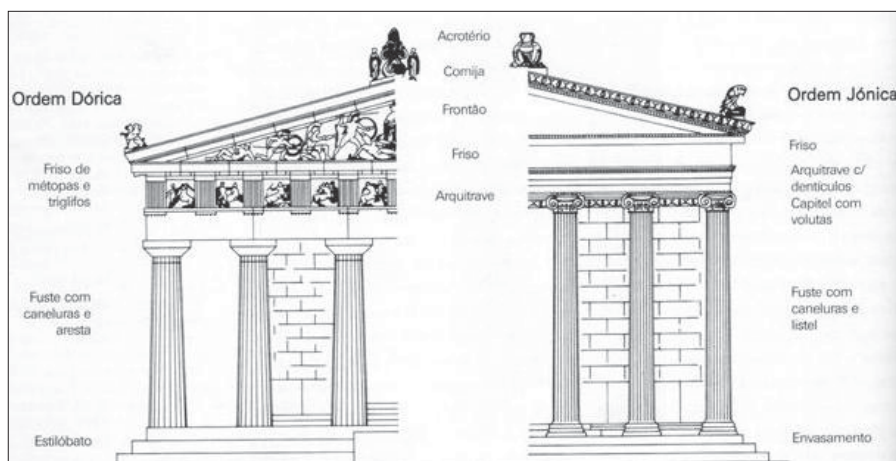 Ordem Dórica
Friso de
métopas e
triglifos
Fuste com
caneluras e
aresta
Estilóbato
Acrotério
Cornija
Frontão
Friso
Arquitrave
Ordem Jónica
Friso
Arquitrave c/
dentículos
Capitel com
volutas
Fuste com
caneluras e
listel
Envasamento